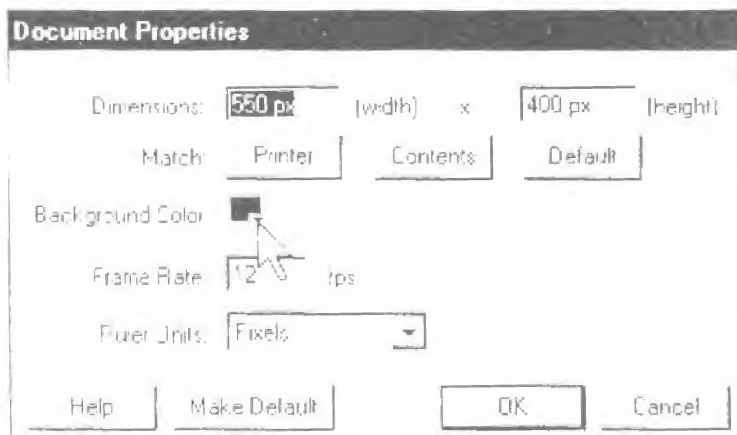 Document Properties
Dimensions: 550 px (width) x 400 px (height)
Match: Printer Contents Default
Background Color
Frame Rate: 12 fps
Ruler Units: Pixels
Help Make Default OK Cancel